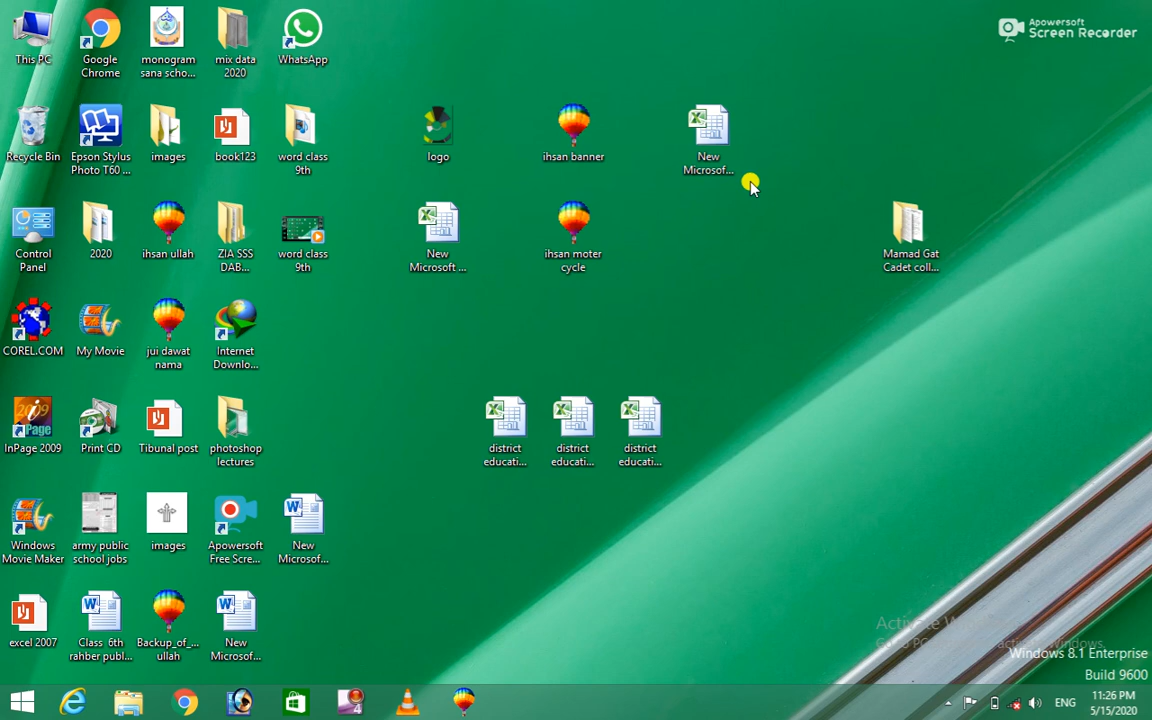 This PC
Google
Chrome
monogram
sana scho...
mix data
2020
WhatsApp
Apowersoft
Screen Recorder
Recycle Bin
Epson Stylus
Photo T60 ...
images
book123
word class
9th
logo
ihsan banner
New
Microsof...
Control
Panel
2020
ihsan ullah
ZIA SSS
DAB...
word class
9th
New
Microsoft ...
ihsan moter
cycle
Mamad Gat
Cadet coll...
COREL.COM
My Movie
jui dawat
nama
Internet
Downlo...
2009
InPage
InPage 2009
Print CD
Tibunal post
photoshop
lectures
district
educati...
district
educati...
district
educati...
Windows
Movie Maker
army public
school jobs
images
Apowersoft
Free Scre...
New
Microsof...
excel 2007
Class 6th
rahber publ...
Backup_of_...
ullah
New
Microsof...
Activate
Windows.
Windows 8.1 Enterprise
Build 9600
ENG
11:26 PM
5/15/2020